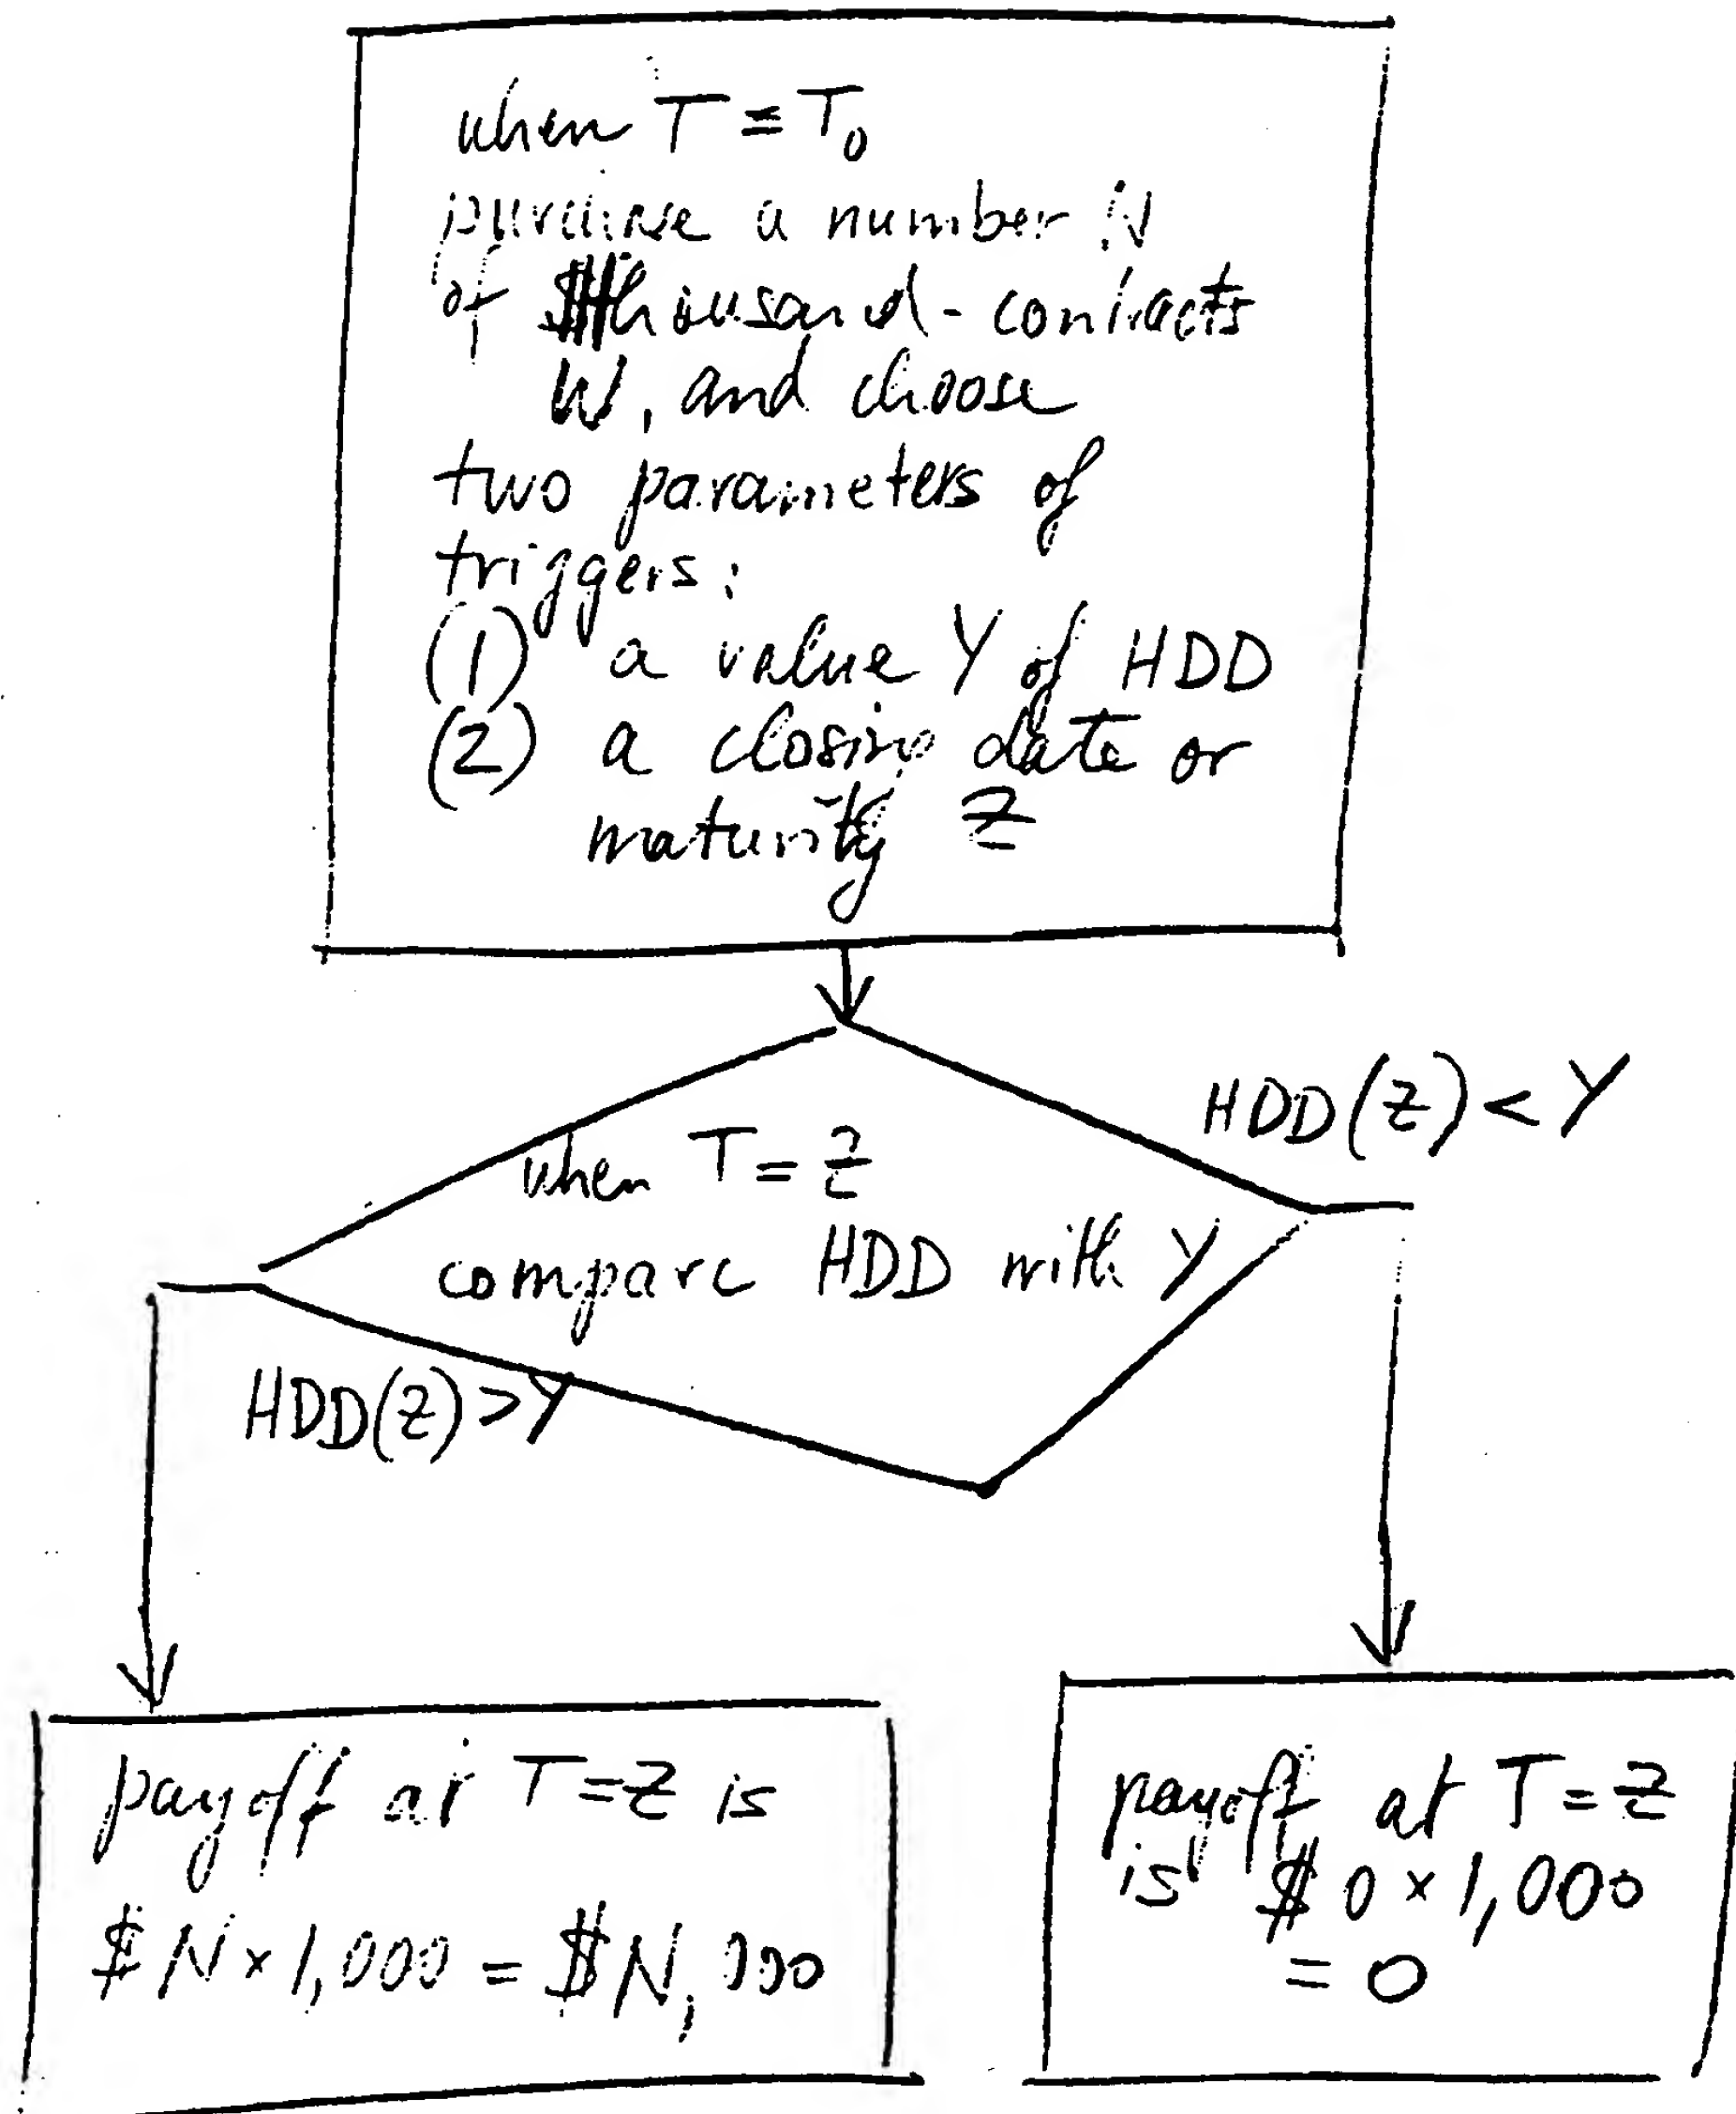 when T = T₀
purchase a number N
of $thousand-contracts
W, and choose
two parameters of
triggers:
(1) a value Y of HDD
(2) a closing date or
maturity Z
HDD(Z) < Y
when T = Z
compare HDD with Y
HDD(Z) > Y
payoff at T = Z is
$ N × 1,000 = $N,000
payoff at T = Z
is $ 0 × 1,000
= 0